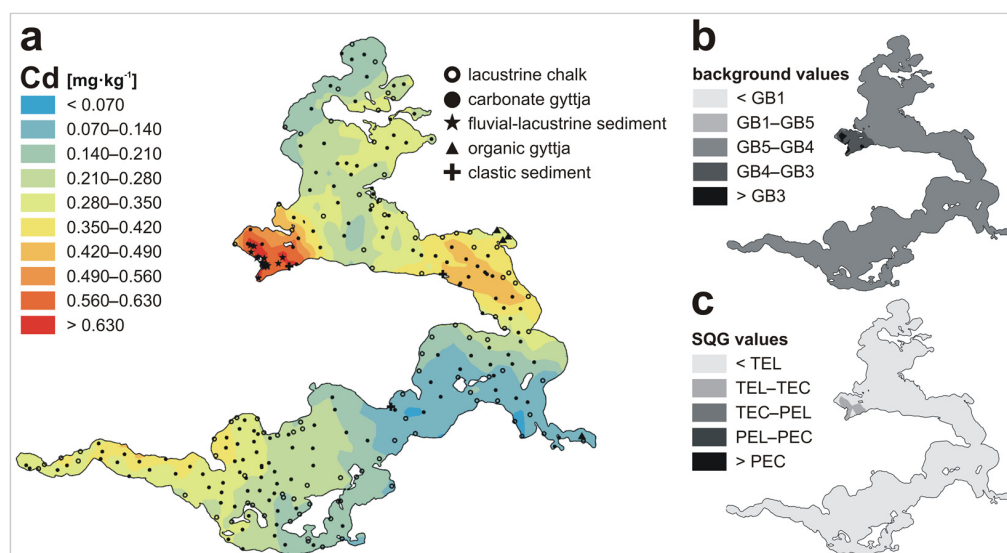 a
Cd [mg·kg⁻¹]
< 0.070
0.070–0.140
0.140–0.210
0.210–0.280
0.280–0.350
0.350–0.420
0.420–0.490
0.490–0.560
0.560–0.630
> 0.630
lacustrine chalk
carbonate gyttja
fluvial-lacustrine sediment
organic gyttja
clastic sediment
b
background values
< GB1
GB1–GB5
GB5–GB4
GB4–GB3
> GB3
c
SQG values
< TEL
TEL–TEC
TEC–PEL
PEL–PEC
> PEC